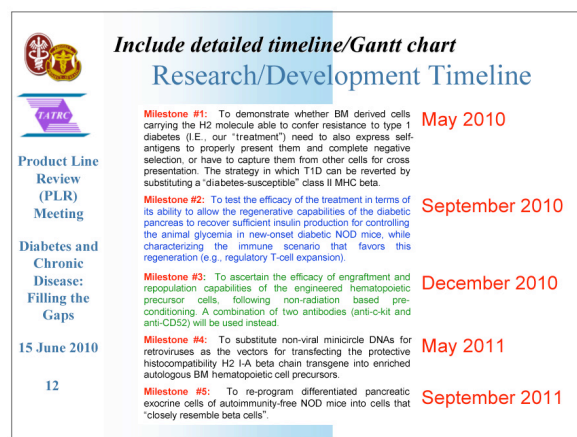 Include detailed timeline/Gantt chart
Research/Development Timeline
TATRC
Product Line
Review
(PLR)
Meeting
Diabetes and
Chronic
Disease:
Filling the
Gaps
15 June 2010
12
Milestone #1: To demonstrate whether BM derived cells
carrying the H2 molecule able to confer resistance to type 1
diabetes (I.E., our “treatment”) need to also express self-
antigens to properly present them and complete negative
selection, or have to capture them from other cells for cross
presentation. The strategy in which T1D can be reverted by
substituting a “diabetes-susceptible” class II MHC beta.
May 2010
Milestone #2: To test the efficacy of the treatment in terms of
its ability to allow the regenerative capabilities of the diabetic
pancreas to recover sufficient insulin production for controlling
the animal glycemia in new-onset diabetic NOD mice, while
characterizing the immune scenario that favors this
regeneration (e.g., regulatory T-cell expansion).
September 2010
Milestone #3: To ascertain the efficacy of engraftment and
repopulation capabilities of the engineered hematopoietic
precursor cells, following non-radiation based pre-
conditioning. A combination of two antibodies (anti-c-kit and
anti-CD52) will be used instead.
December 2010
Milestone #4: To substitute non-viral minicircle DNAs for
retroviruses as the vectors for transfecting the protective
histocompatibility H2 I-A beta chain transgene into enriched
autologous BM hematopoietic cell precursors.
May 2011
Milestone #5: To re-program differentiated pancreatic
exocrine cells of autoimmunity-free NOD mice into cells that
“closely resemble beta cells”.
September 2011